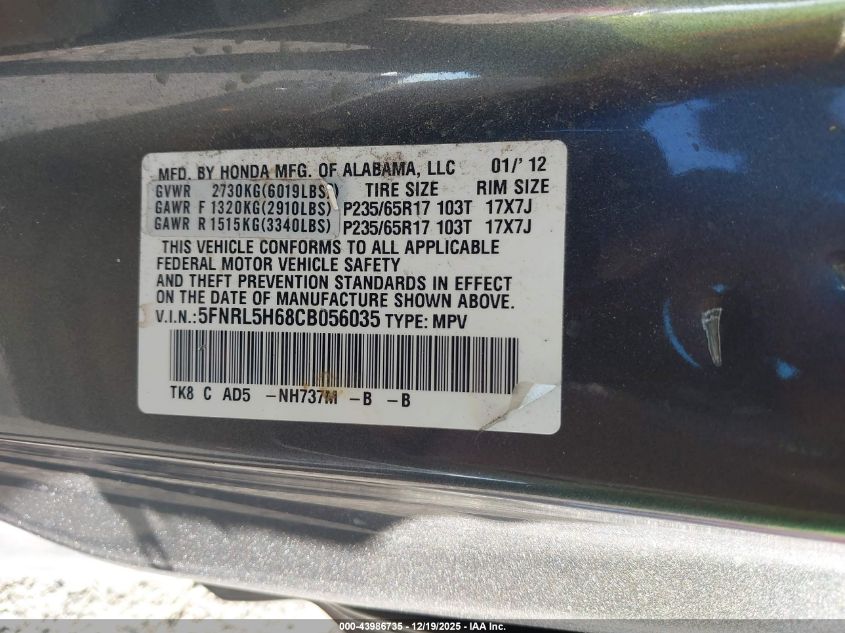 MFD. BY HONDA MFG. OF ALABAMA, LLC 01/'12
GVWR 2730KG(6019LBS) TIRE SIZE RIM SIZE
GAWR F 1320KG(2910LBS) P235/65R17 103T 17X7J
GAWR R 1515KG(3340LBS) P235/65R17 103T 17X7J
THIS VEHICLE CONFORMS TO ALL APPLICABLE
FEDERAL MOTOR VEHICLE SAFETY
AND THEFT PREVENTION STANDARDS IN EFFECT
ON THE DATE OF MANUFACTURE SHOWN ABOVE.
V.I.N.:5FNRL5H68CB056035 TYPE: MPV
TK8 C AD5 -NH737M -B -B
000-43986735 - 12/19/2025 - IAA Inc.